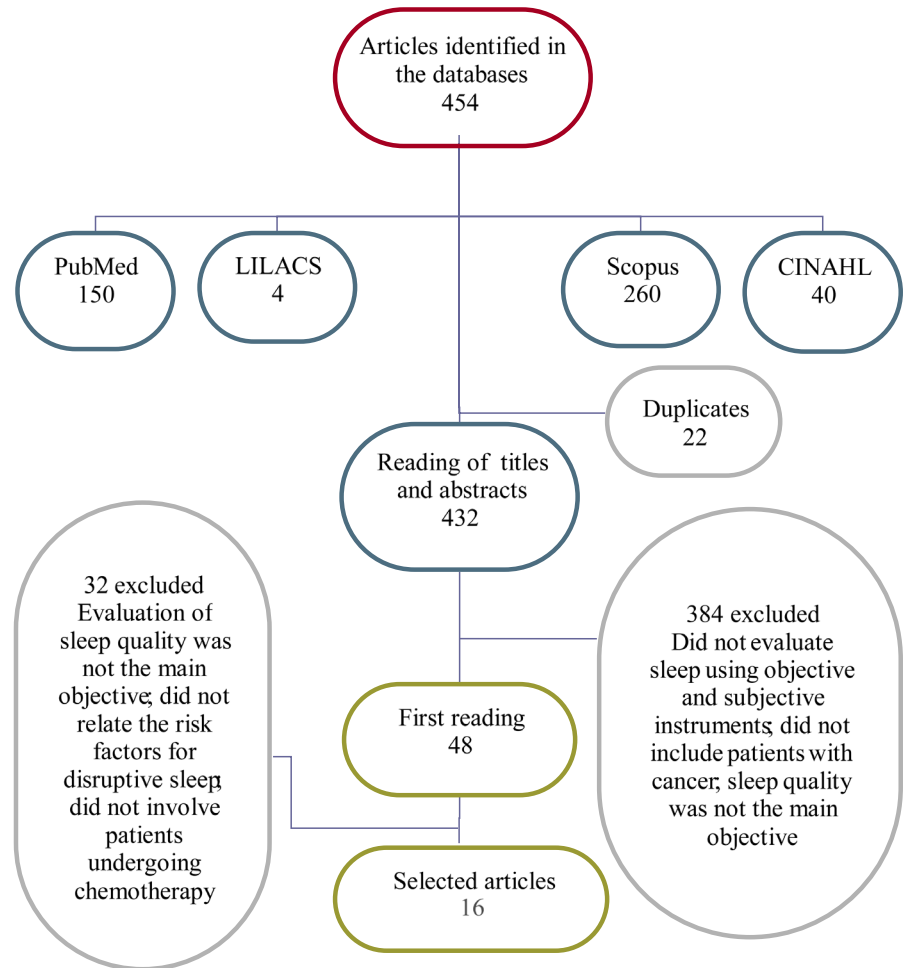 Articles identified in
the databases
454
PubMed
150
LILACS
4
Scopus
260
CINAHL
40
Duplicates
22
Reading of titles
and abstracts
432
32 excluded
Evaluation of
sleep quality was
not the main
objective; did not
relate the risk
factors for
disruptive sleep;
did not involve
patients
undergoing
chemotherapy
384 excluded
Did not evaluate
sleep using objective
and subjective
instruments; did not
include patients with
cancer; sleep quality
was not the main
objective
First reading
48
Selected articles
16